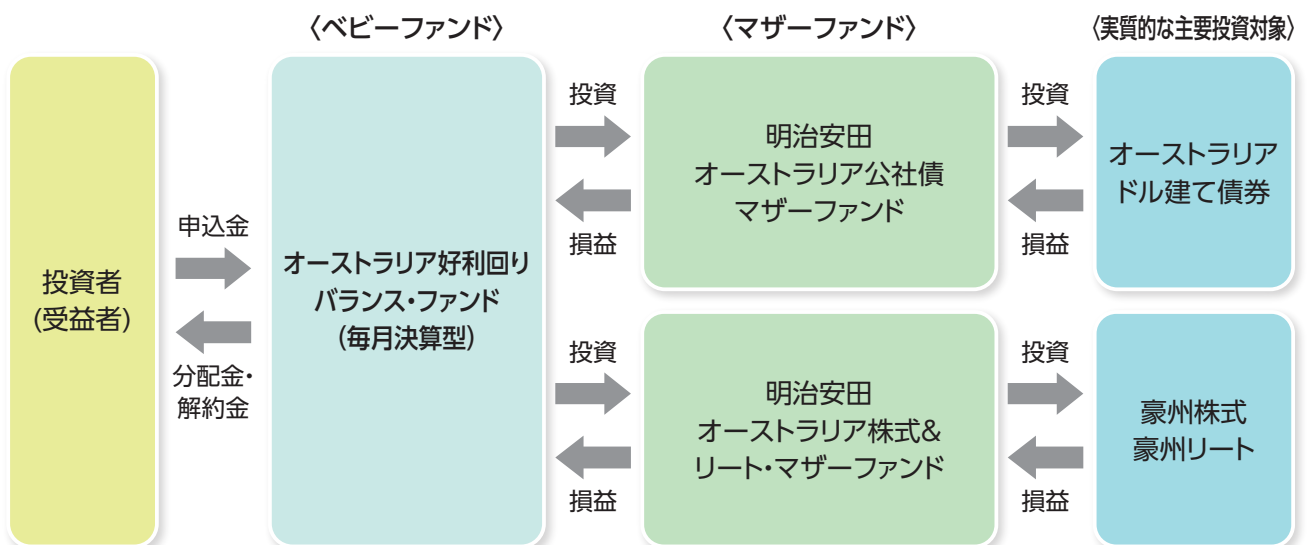 〈ベビーファンド〉
〈マザーファンド〉
〈実質的な主要投資対象〉
投資者
(受益者)
申込金
分配金・
解約金
オーストラリア好利回り
バランス・ファンド
(毎月決算型)
投資
損益
明治安田
オーストラリア公社債
マザーファンド
投資
損益
オーストラリア
ドル建て債券
投資
損益
明治安田
オーストラリア株式&
リート・マザーファンド
投資
損益
豪州株式
豪州リート